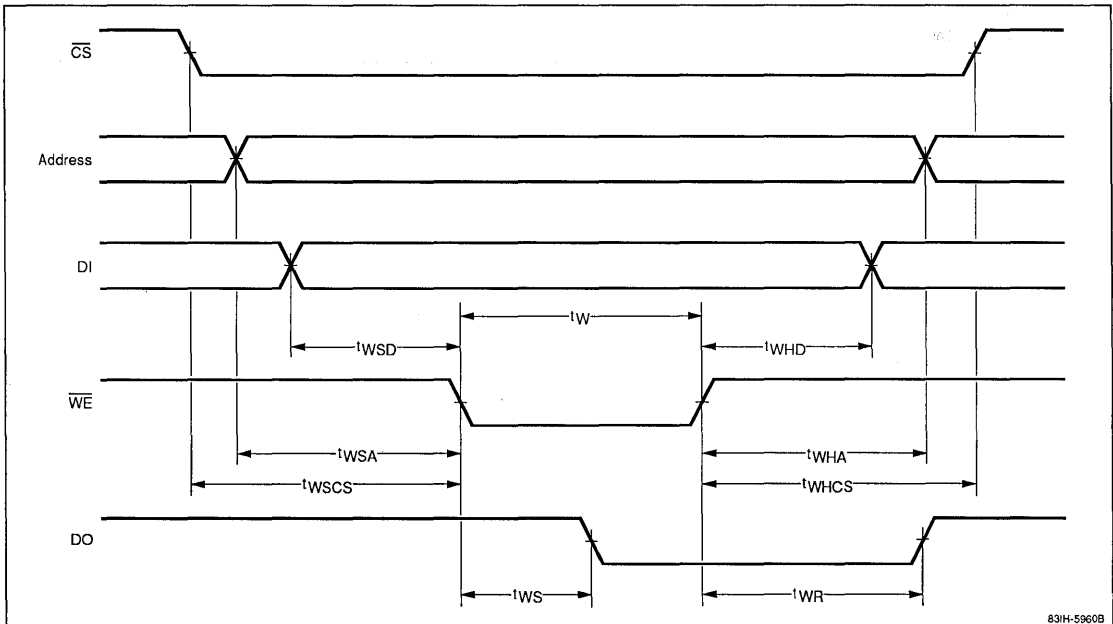 CS
Address
DI
tW
tWSD
tWHD
WE
tWSA
tWHA
tWSCS
tWHCS
DO
tWS
tWR
83IH-5960B